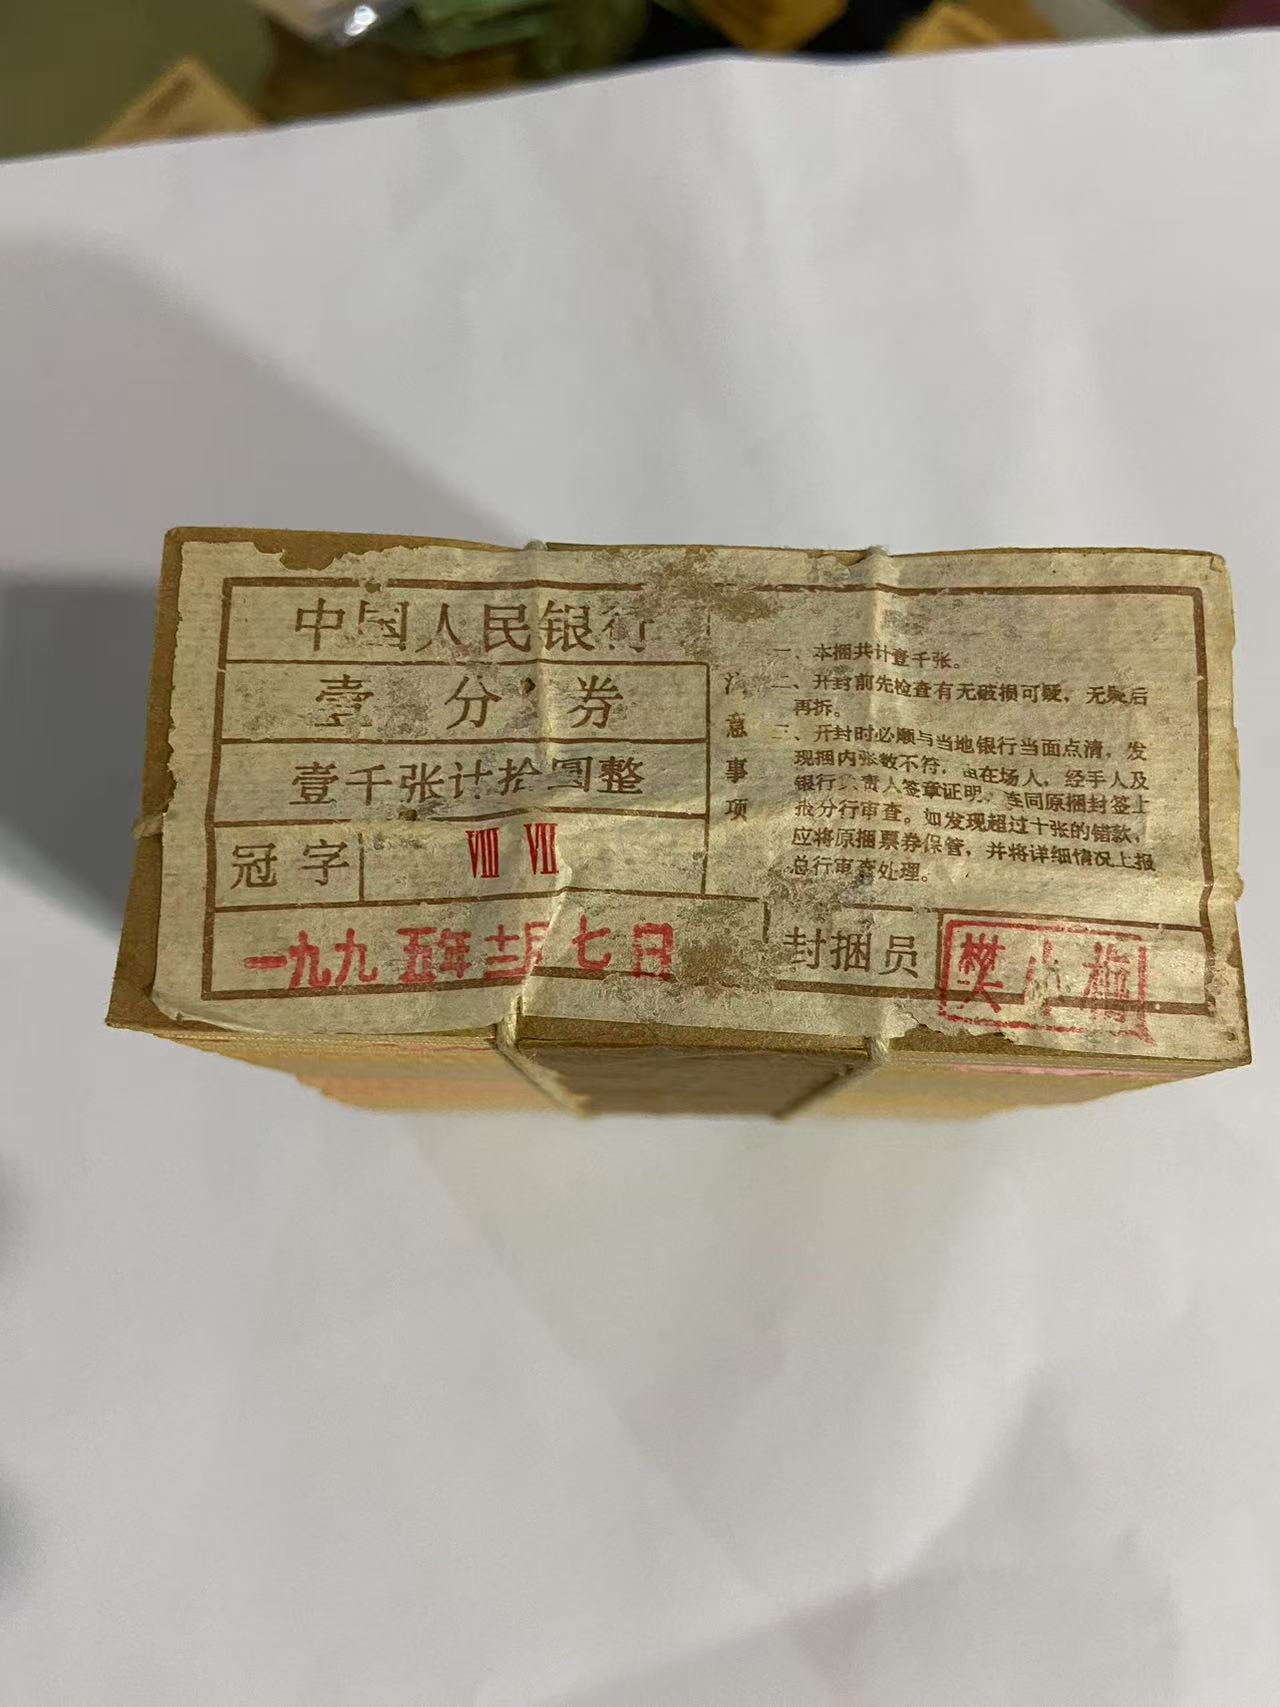 中国人民银行
壹分券
壹千张计拾圆整
冠字 Ⅷ Ⅶ
一九九五年十二月七日
注意事项
一、本捆共计壹千张。
二、开封前先检查有无破损可疑，无疑后
再拆。
三、开封时必顺与当地银行当面点清，发
现捆内张数不符，由在场人，经手人及
银行负责人签章证明，连同原捆封签上
报分行审查。如发现超过十张的错款，
应将原捆票券保管，并将详细情况上报
总行审查处理。
封捆员 樊小梅